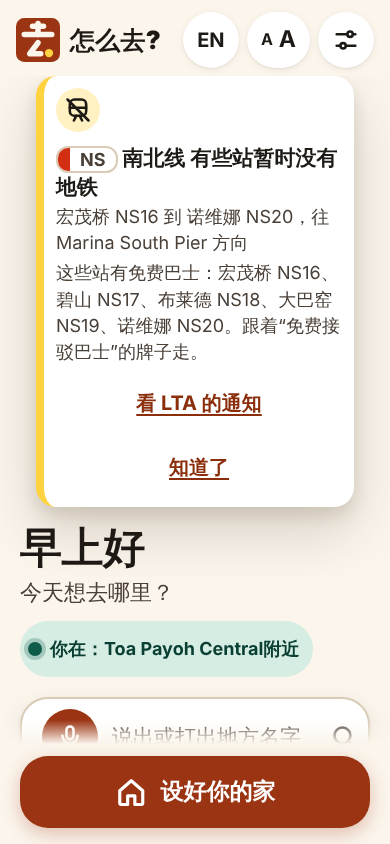 去 怎么去?
EN
A A
NS 南北线 有些站暂时没有
地铁
宏茂桥 NS16 到 诺维娜 NS20，往
Marina South Pier 方向
这些站有免费巴士：宏茂桥 NS16、
碧山 NS17、布莱德 NS18、大巴窑
NS19、诺维娜 NS20。跟着“免费接
驳巴士”的牌子走。
看 LTA 的通知
知道了
早上好
今天想去哪里？
你在：Toa Payoh Central附近
说出或打出地方名字
设好你的家